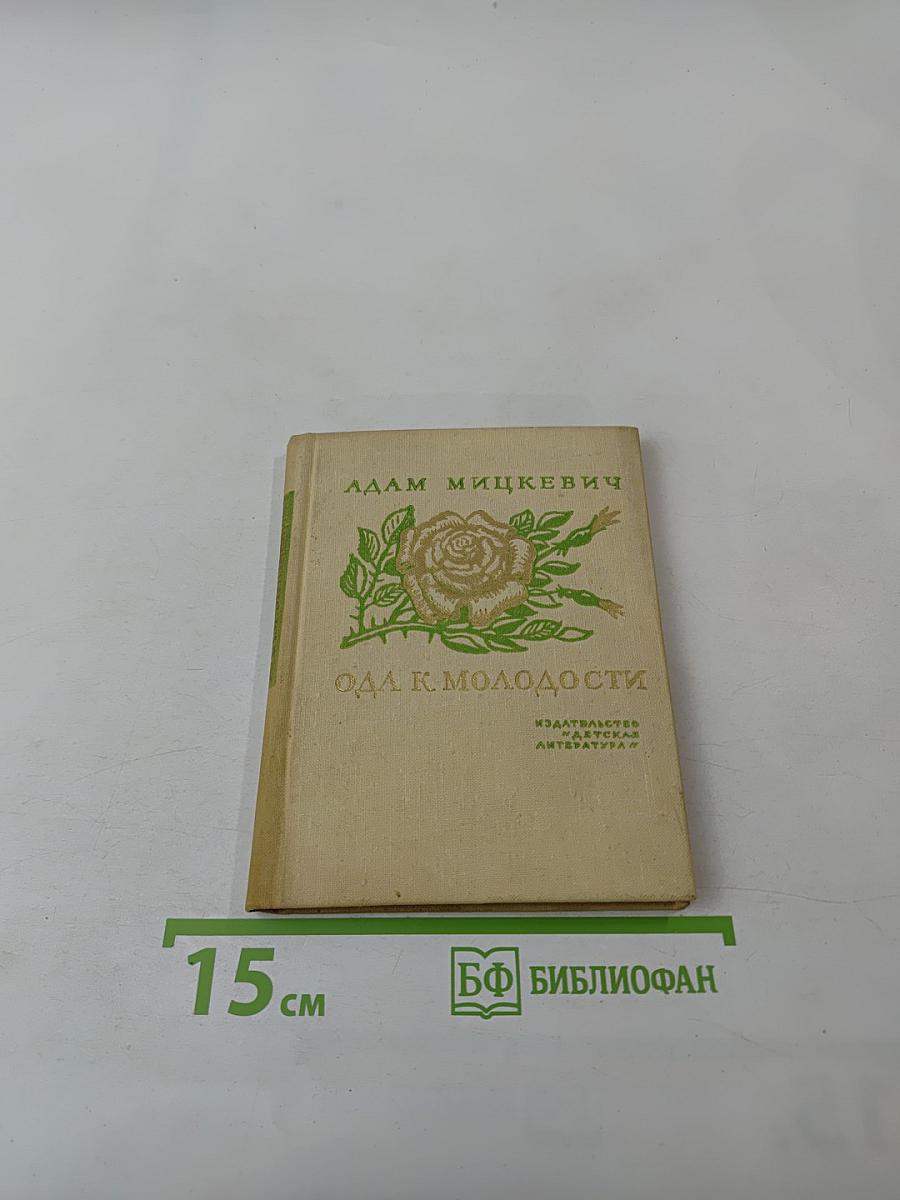 АДАМ МИЦКЕВИЧ
ОДА К МОЛОДОСТИ
ИЗДАТЕЛЬСТВО
"ДЕТСКАЯ
ЛИТЕРАТУРА"
15 см
БФ БИБЛИОФАН